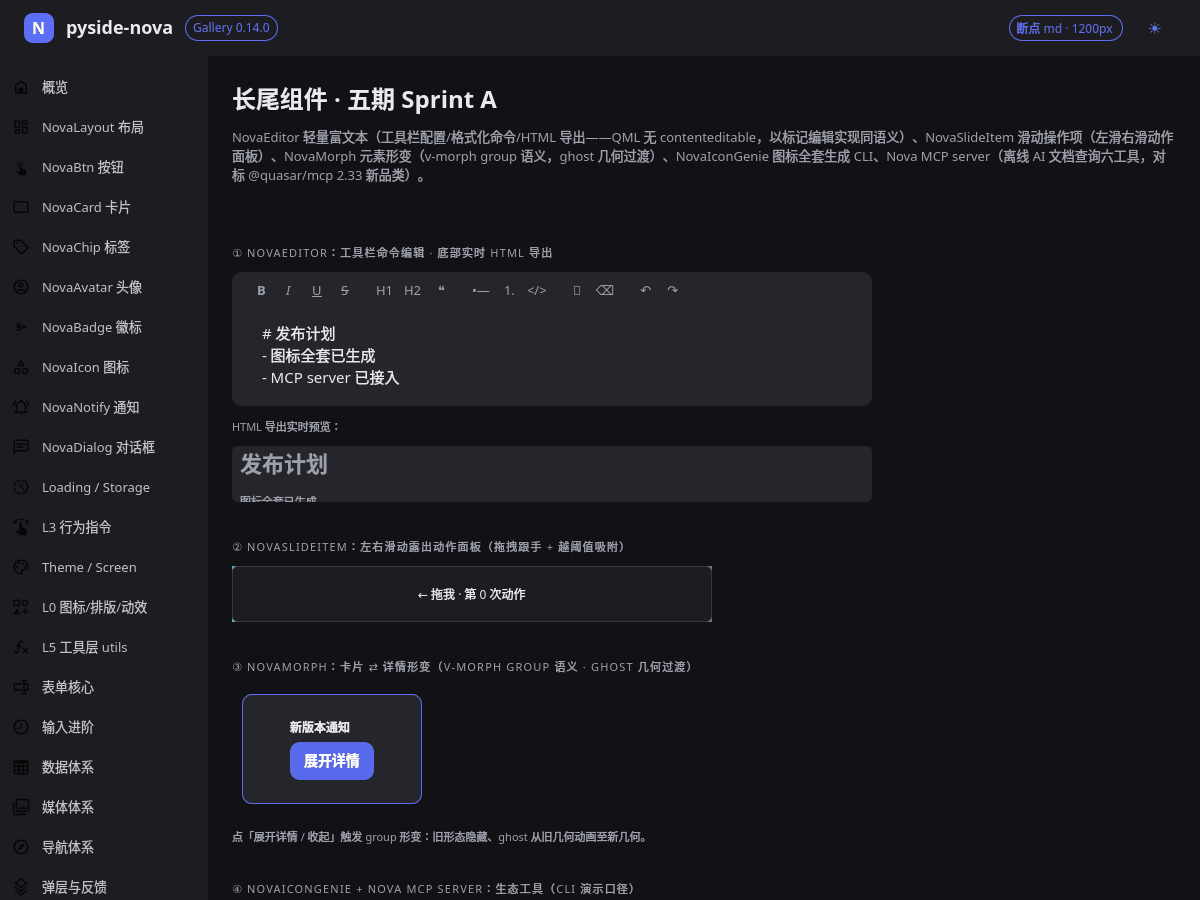 N pyside-nova Gallery 0.14.0 断点 md · 1200px ☀
概览
NovaLayout 布局
NovaBtn 按钮
NovaCard 卡片
NovaChip 标签
NovaAvatar 头像
9+ NovaBadge 徽标
NovaIcon 图标
NovaNotify 通知
NovaDialog 对话框
Loading / Storage
L3 行为指令
Theme / Screen
L0 图标/排版/动效
L5 工具层 utils
表单核心
输入进阶
数据体系
媒体体系
导航体系
弹层与反馈
长尾组件 · 五期 Sprint A
NovaEditor 轻量富文本（工具栏配置/格式化命令/HTML 导出——QML 无 contenteditable，以标记编辑实现同语义）、NovaSlideItem 滑动操作项（左滑右滑动作
面板）、NovaMorph 元素形变（v-morph group 语义，ghost 几何过渡）、NovaIconGenie 图标全套生成 CLI、Nova MCP server（离线 AI 文档查询六工具，对
标 @quasar/mcp 2.33 新品类）。
① NOVAEDITOR：工具栏命令编辑 · 底部实时 HTML 导出
B I U S H1 H2 ❝ •— 1. </> ⌫ ↶ ↷
# 发布计划
- 图标全套已生成
- MCP server 已接入
HTML 导出实时预览：
发布计划
图标全套已生成
② NOVASLIDEITEM：左右滑动露出动作面板（拖拽跟手 + 越阈值吸附）
← 拖我 · 第 0 次动作
③ NOVAMORPH：卡片 ⇄ 详情形变（V-MORPH GROUP 语义 · GHOST 几何过渡）
新版本通知
展开详情
点「展开详情 / 收起」触发 group 形变：旧形态隐藏、ghost 从旧几何动画至新几何。
④ NOVAICONGENIE + NOVA MCP SERVER：生态工具（CLI 演示口径）